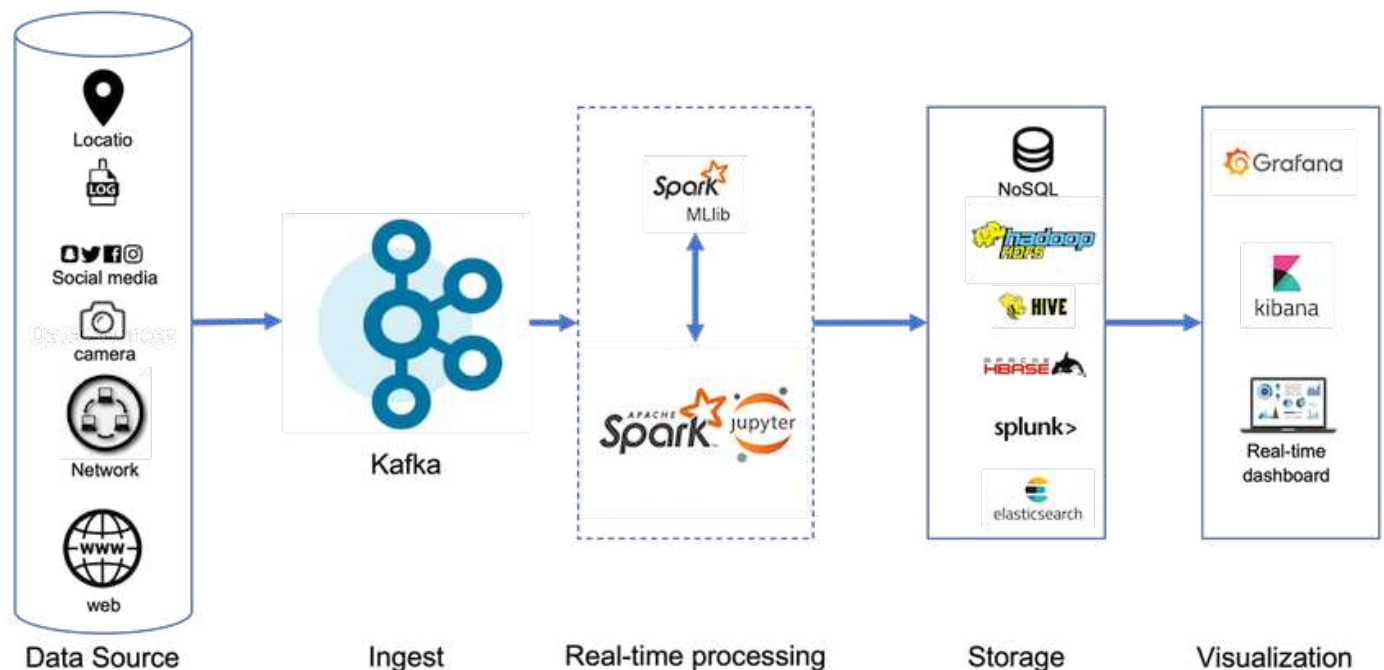 Locatio
LOG
Social media
camera
Network
WWW
web
Data Source
Kafka
Ingest
Spark
MLlib
APACHE
Spark
jupyter
Real-time processing
NoSQL
hadoop
HDFS
HIVE
APACHE
HBASE
splunk>
elasticsearch
Storage
Grafana
kibana
Real-time
dashboard
Visualization